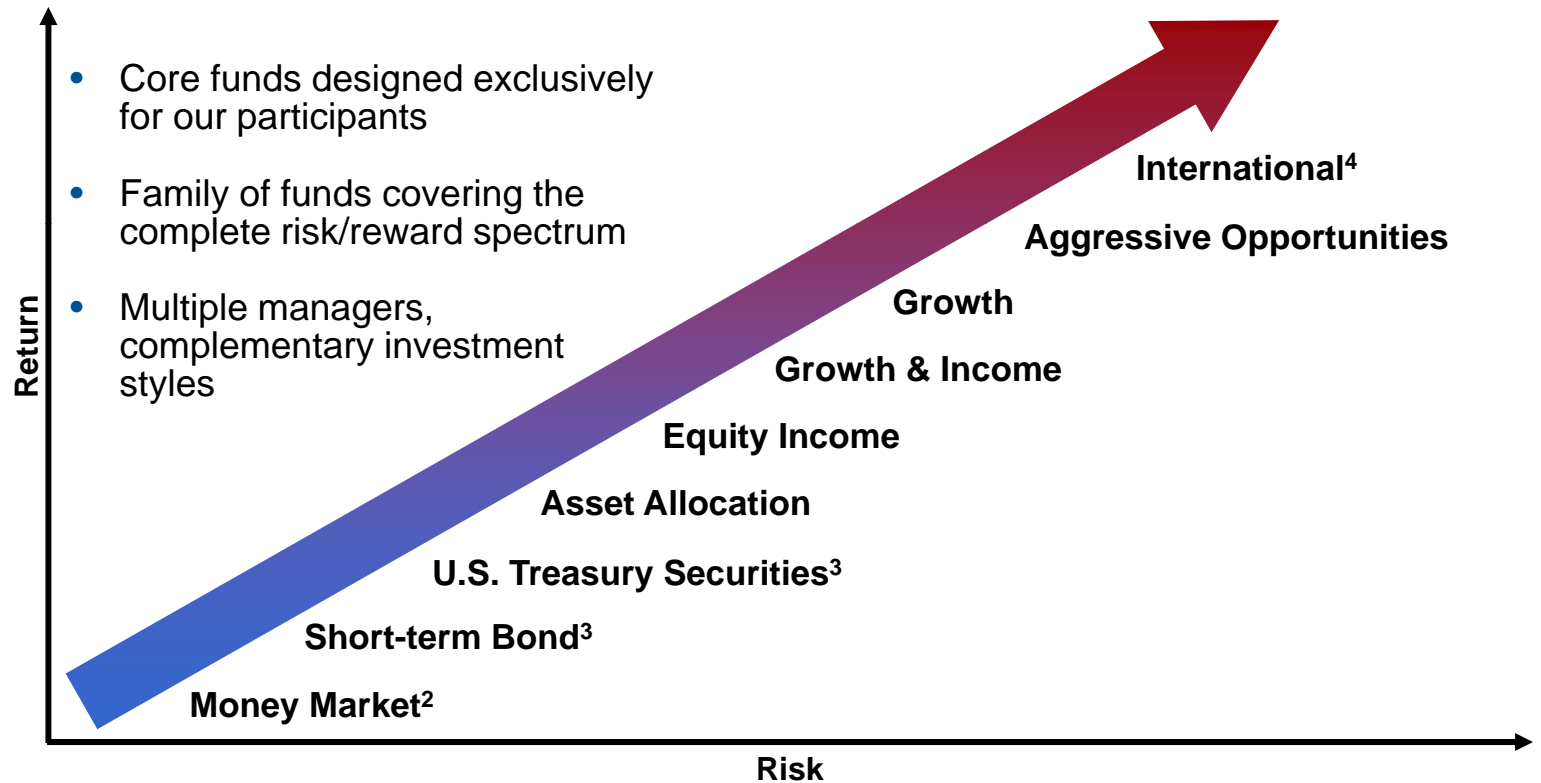 • Core funds designed exclusively
for our participants
• Family of funds covering the
complete risk/reward spectrum
• Multiple managers,
complementary investment
styles
Return
International⁴
Aggressive Opportunities
Growth
Growth & Income
Equity Income
Asset Allocation
U.S. Treasury Securities³
Short-term Bond³
Money Market²
Risk